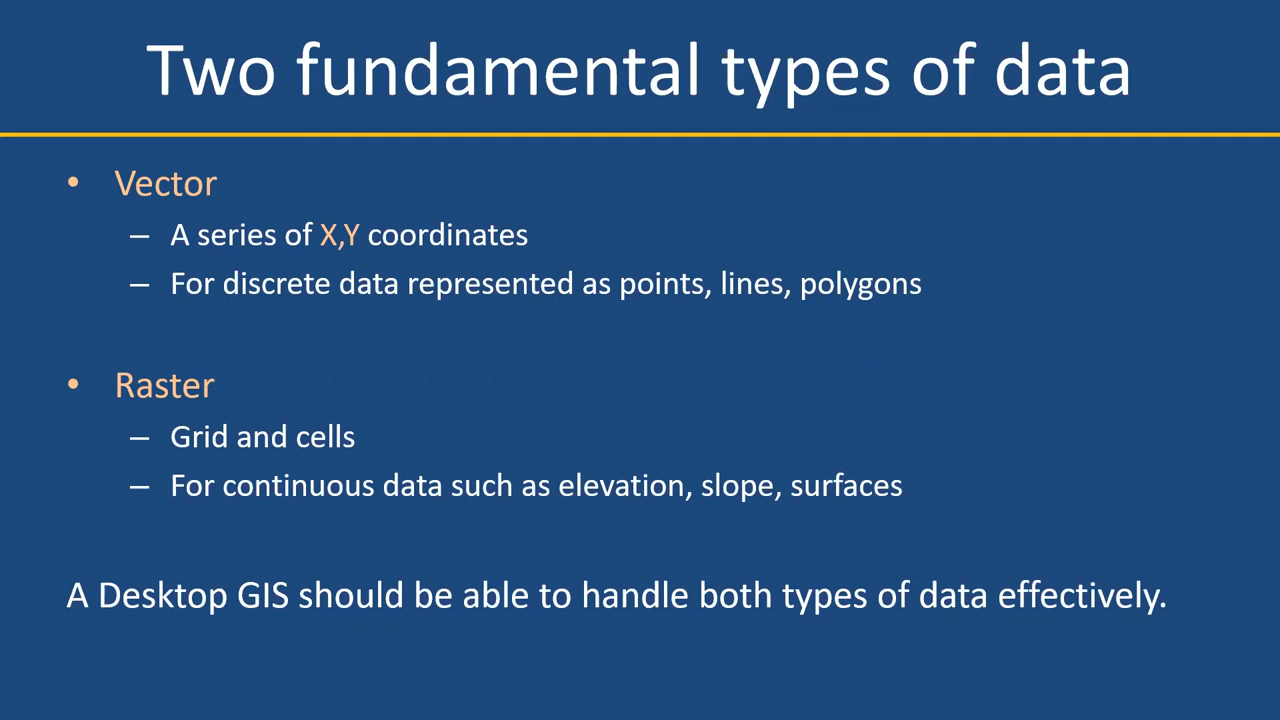 Two fundamental types of data
• Vector
– A series of X,Y coordinates
– For discrete data represented as points, lines, polygons
• Raster
– Grid and cells
– For continuous data such as elevation, slope, surfaces
A Desktop GIS should be able to handle both types of data effectively.